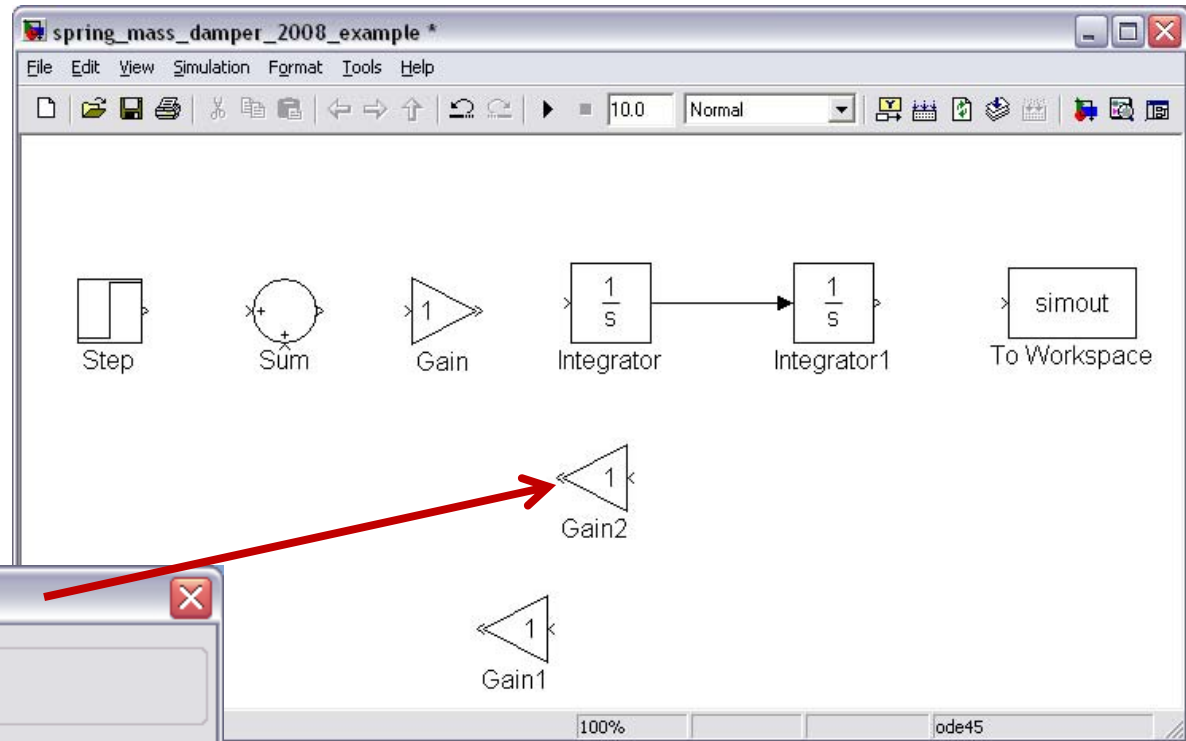 spring_mass_damper_2008_example *
File Edit View Simulation Format Tools Help
10.0 Normal
1
s
1
s
simout
+
+
1
Step
Sum
Gain
Integrator
Integrator1
To Workspace
1
Gain2
1
Gain1
100% ode45